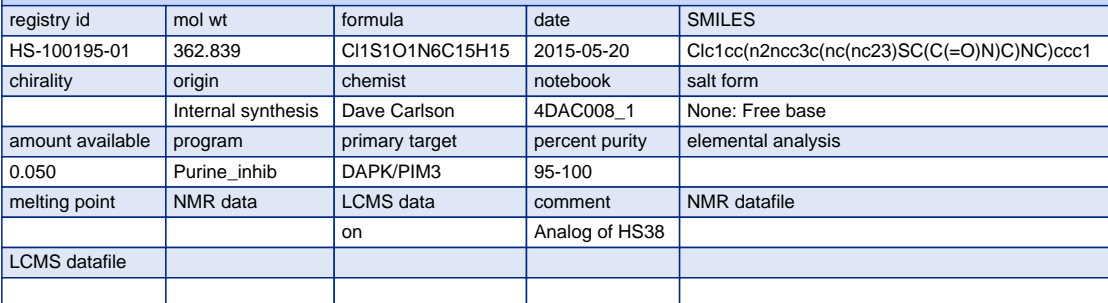 registry id mol wt formula date SMILES
HS-100195-01 362.839 Cl1S1O1N6C15H15 2015-05-20 Clc1cc(n2ncc3c(nc(nc23)SC(C(=O)N)C)NC)ccc1
chirality origin chemist notebook salt form
Internal synthesis Dave Carlson 4DAC008_1 None: Free base
amount available program primary target percent purity elemental analysis
0.050 Purine_inhib DAPK/PIM3 95-100
melting point NMR data LCMS data comment NMR datafile
on Analog of HS38
LCMS datafile